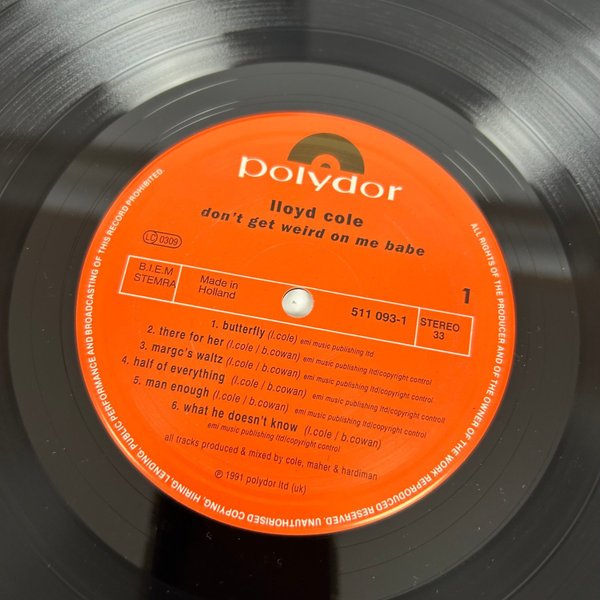 polydor
lloyd cole
don't get weird on me babe
LC 0309
B.I.E.M
STEMRA
Made in
Holland
511 093-1
1
STEREO
33
1. butterfly (l.cole) emi music publishing ltd
2. there for her (l.cole / b.cowan) emi music publishing ltd/copyright control
3. margo's waltz (l.cole / b.cowan) emi music publishing ltd/copyright control
4. half of everything (l.cole / b.cowan) emi music publishing ltd/copyright control
5. man enough (l.cole / b.cowan) emi music publishing ltd/copyright control
6. what he doesn't know (l.cole / b.cowan)
emi music publishing ltd/copyright control
all tracks produced & mixed by cole, maher & hardiman
℗ 1991 polydor ltd (uk)
ALL RIGHTS OF THE PRODUCER AND OF THE OWNER OF THE WORK REPRODUCED RESERVED. UNAUTHORISED COPYING, HIRING, LENDING, PUBLIC PERFORMANCE AND BROADCASTING OF THIS RECORD PROHIBITED.